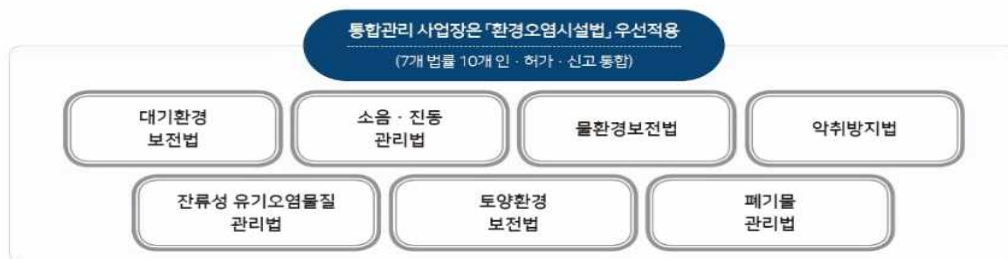 통합관리 사업장은 「환경오염시설법」 우선적용
(7개 법률 10개 인 · 허가 · 신고 통합)
대기환경
보전법
소음 · 진동
관리법
물환경보전법
악취방지법
잔류성 유기오염물질
관리법
토양환경
보전법
폐기물
관리법